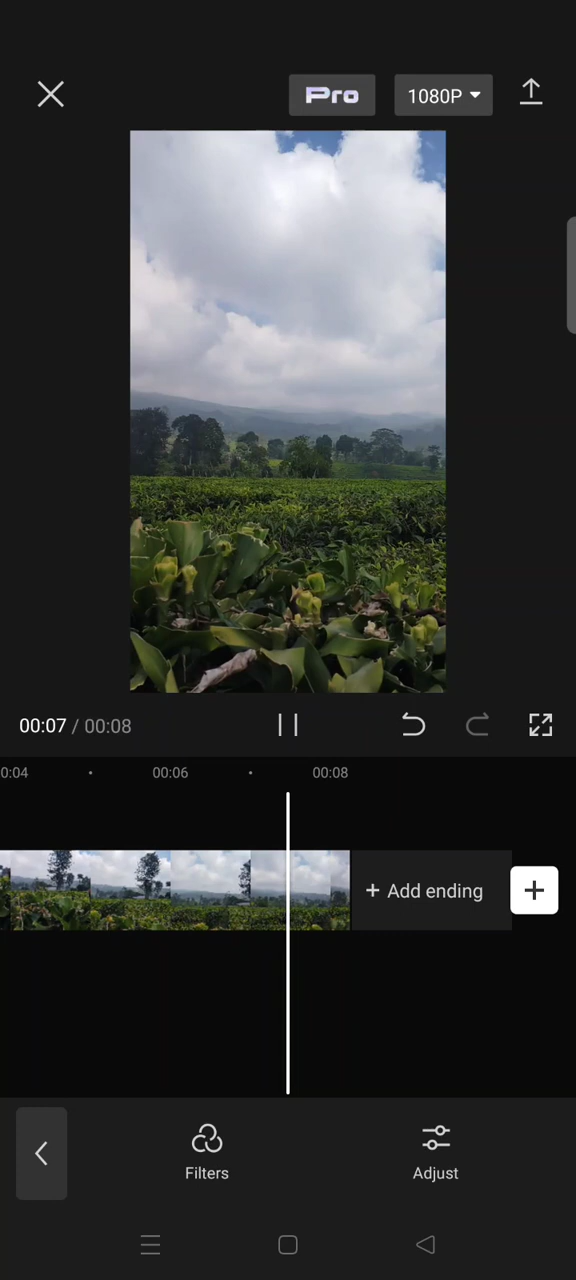 Pro 1080P
00:07 / 00:08
0:04 00:06 00:08
+ Add ending
Filters Adjust